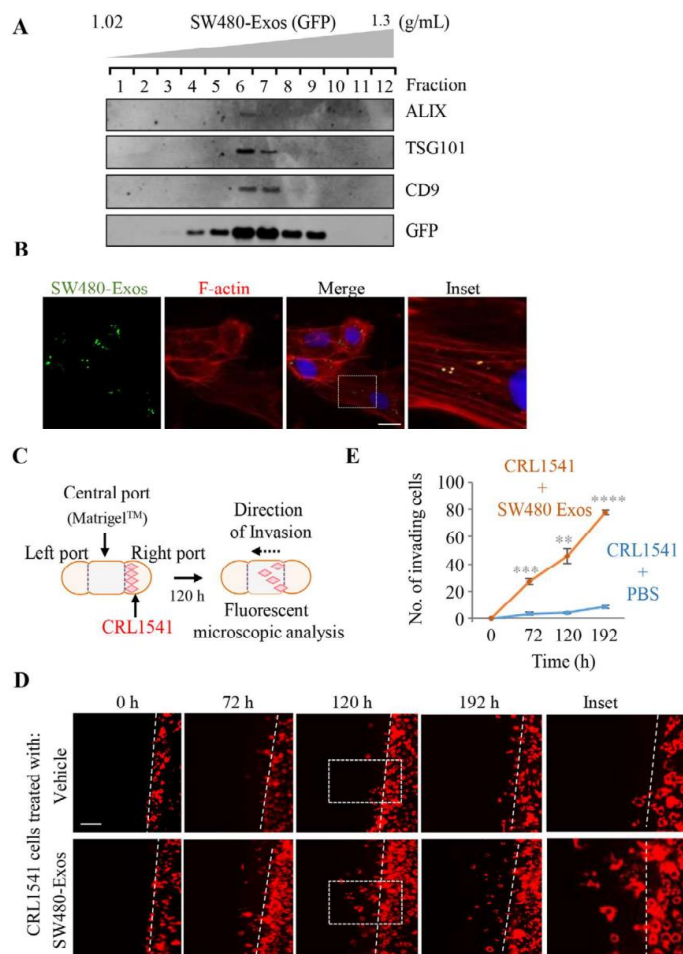 A
1.02 SW480-Exos (GFP) 1.3 (g/mL)
1 2 3 4 5 6 7 8 9 10 11 12 Fraction
ALIX
TSG101
CD9
GFP
B
SW480-Exos F-actin Merge Inset
C
Central port
(Matrigel™)
Left port Right port
120 h
CRL1541
Direction
of Invasion
Fluorescent
microscopic analysis
E
No. of invading cells
100
80
60
40
20
0
CRL1541
+
SW480 Exos
****
**
***
CRL1541
+
PBS
0 72 120 192
Time (h)
D
0 h 72 h 120 h 192 h Inset
CRL1541 cells treated with:
Vehicle
SW480-Exos